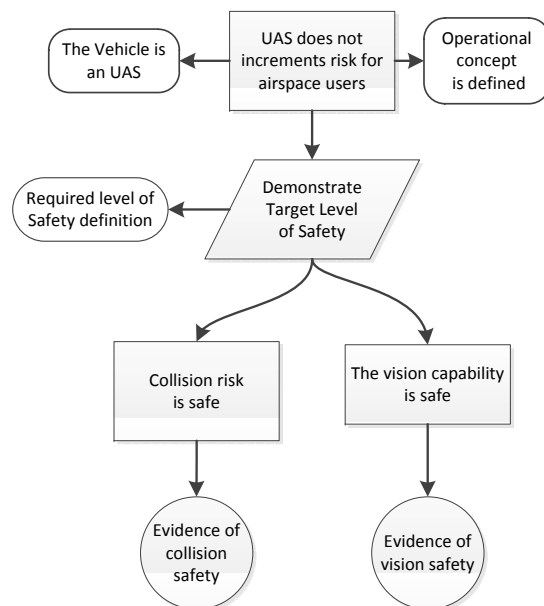 The Vehicle is
an UAS
UAS does not
increments risk for
airspace users
Operational
concept
is defined
Required level of
Safety definition
Demonstrate
Target Level
of Safety
Collision risk
is safe
The vision capability
is safe
Evidence of
collision
safety
Evidence of
vision safety